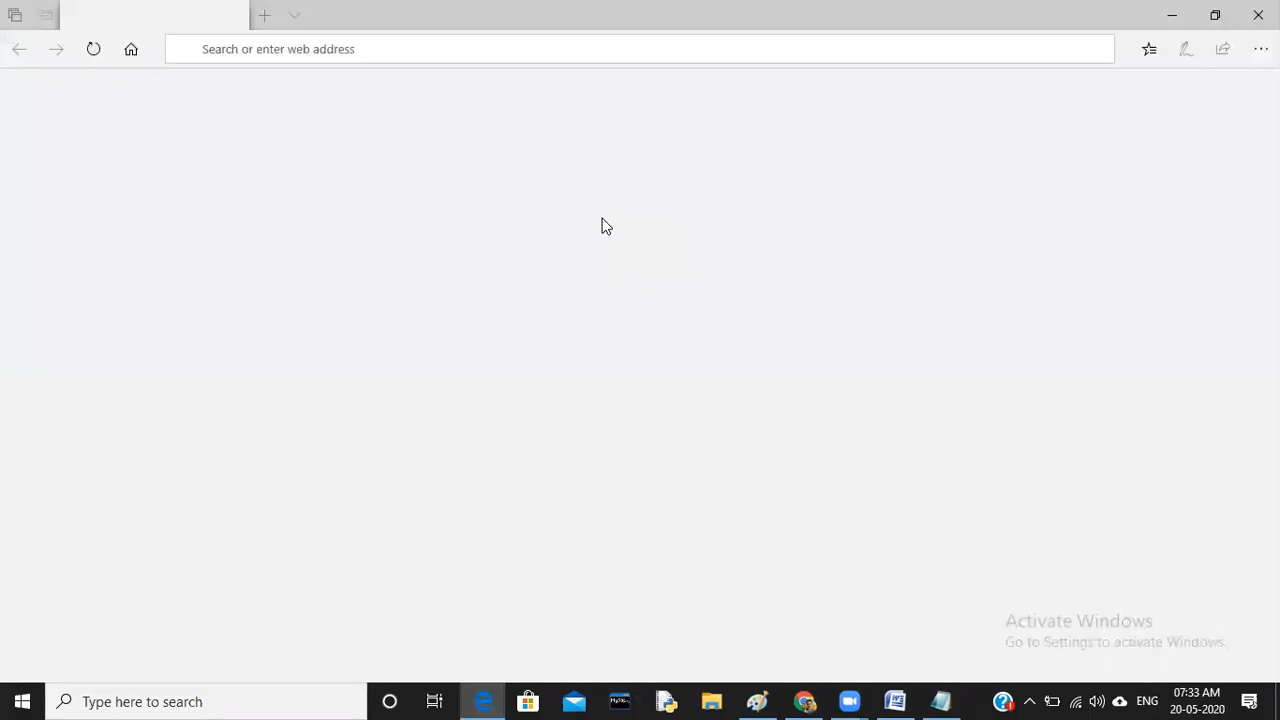 Search or enter web address
Activate Windows
Go to Settings to activate Windows.
Type here to search
ENG
07:33 AM
20-05-2020